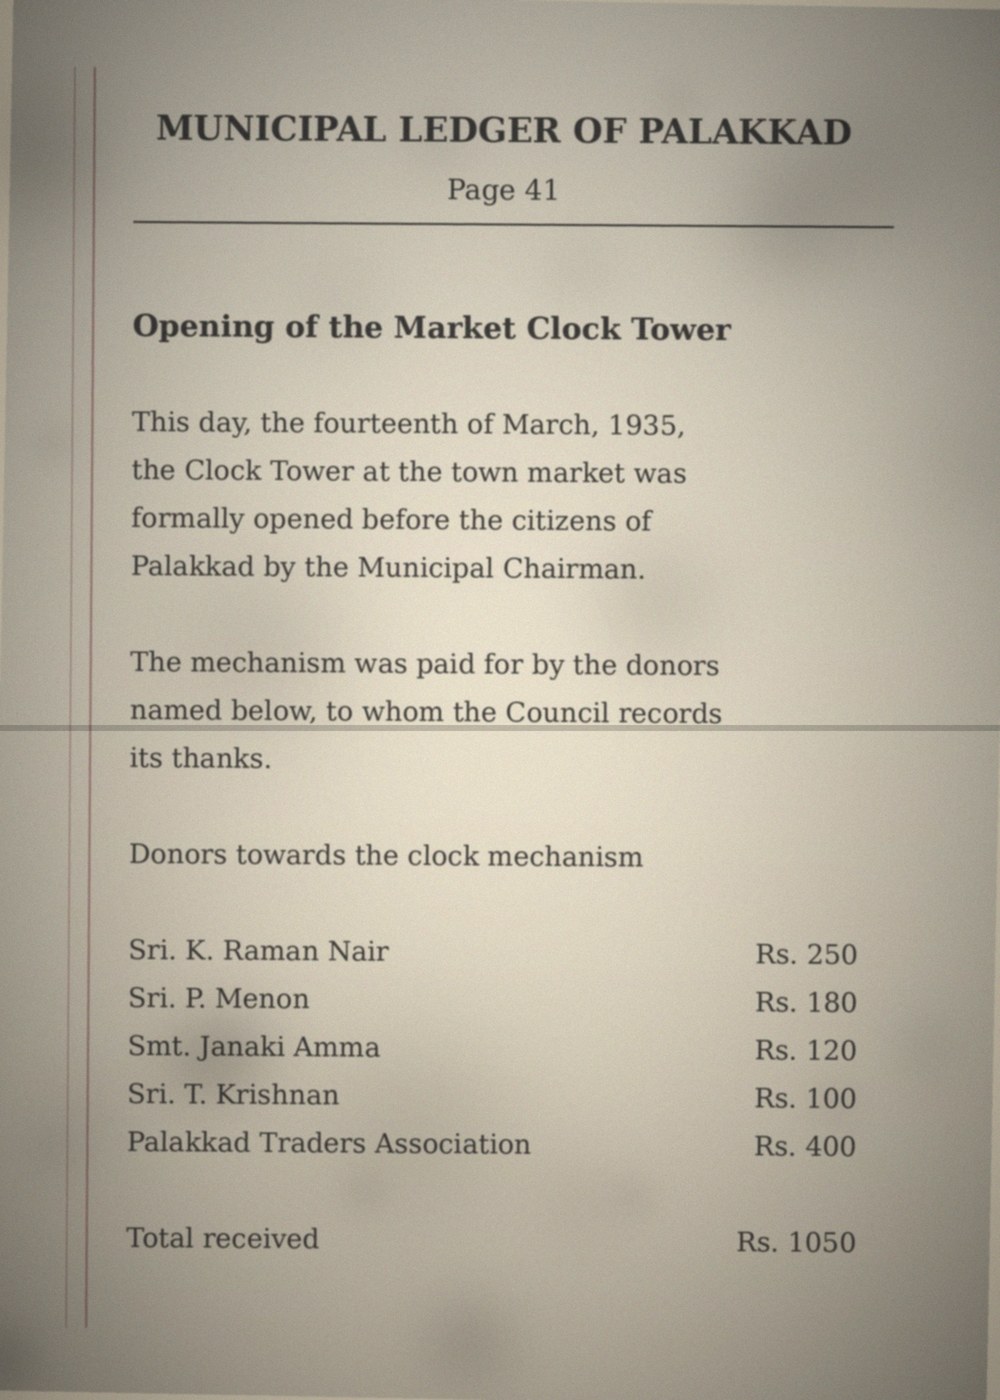 MUNICIPAL LEDGER OF PALAKKAD
Page 41
Opening of the Market Clock Tower
This day, the fourteenth of March, 1935,
the Clock Tower at the town market was
formally opened before the citizens of
Palakkad by the Municipal Chairman.
The mechanism was paid for by the donors
named below, to whom the Council records
its thanks.
Donors towards the clock mechanism
Sri. K. Raman Nair Rs. 250
Sri. P. Menon Rs. 180
Smt. Janaki Amma Rs. 120
Sri. T. Krishnan Rs. 100
Palakkad Traders Association Rs. 400
Total received Rs. 1050